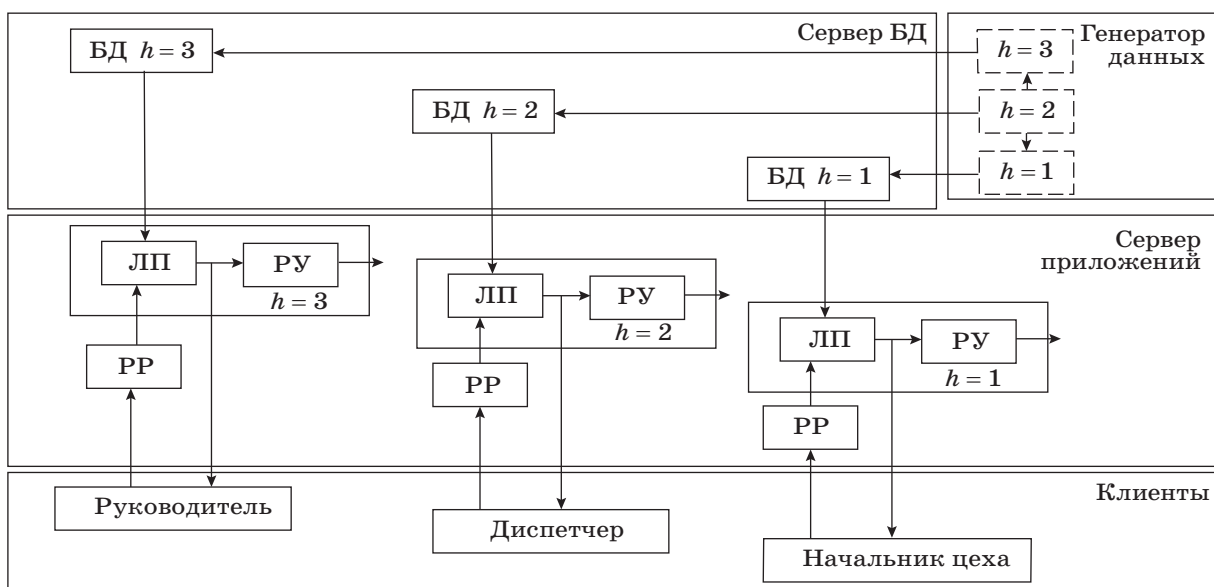 Сервер БД
Генератор
данных
БД h = 3
h = 3
БД h = 2
h = 2
БД h = 1
h = 1
Сервер
приложений
ЛП
РУ
h = 3
ЛП
РУ
h = 2
ЛП
РУ
h = 1
РР
РР
РР
Клиенты
Руководитель
Диспетчер
Начальник цеха